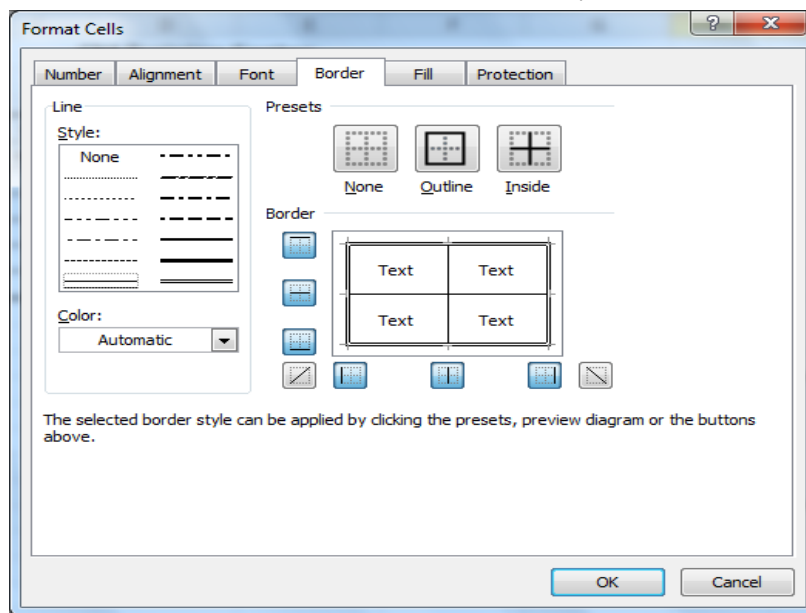 Format Cells
Number Alignment Font Border Fill Protection
Line
Style:
None
Color:
Automatic
Presets
None Outline Inside
Border
Text Text
Text Text
The selected border style can be applied by clicking the presets, preview diagram or the buttons
above.
OK Cancel